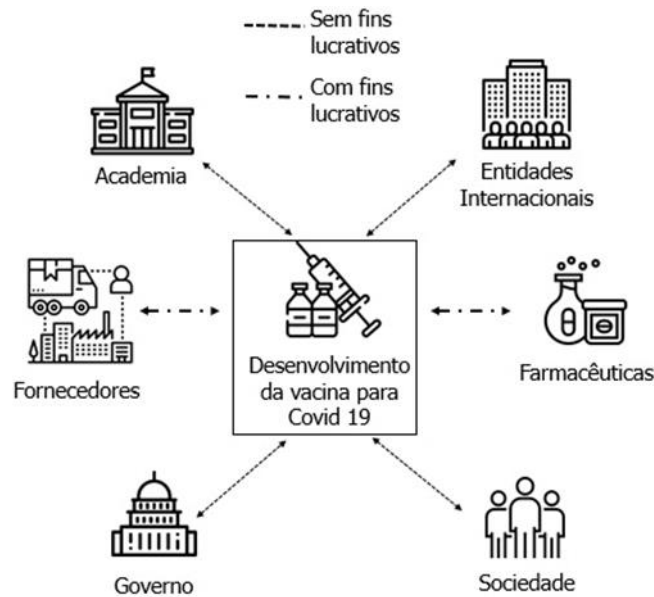 Sem fins
lucrativos
Com fins
lucrativos
Academia
Entidades
Internacionais
Fornecedores
Desenvolvimento
da vacina para
Covid 19
Farmacêuticas
Governo
Sociedade